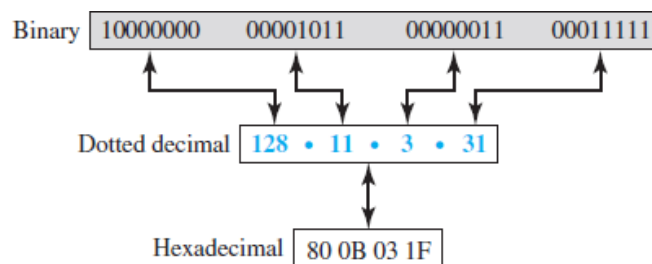 Binary 10000000 00001011 00000011 00011111
Dotted decimal 128 • 11 • 3 • 31
Hexadecimal 80 0B 03 1F